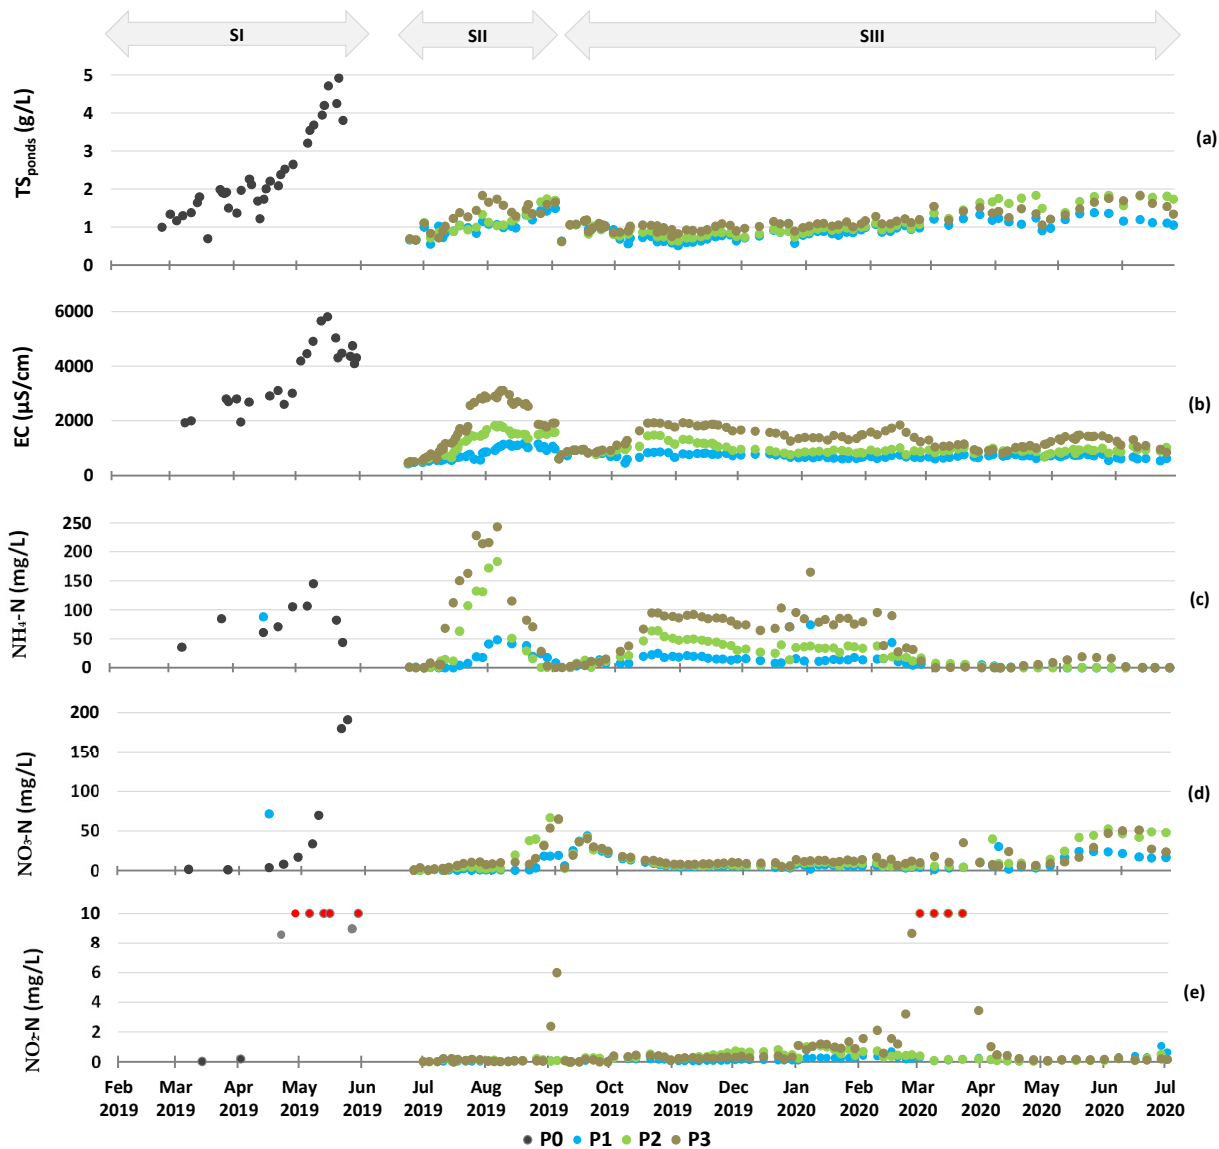 SI SII SIII
TSponds (g/L)
5
4
3
2
1
0
(a)
EC (µS/cm)
6000
4000
2000
0
(b)
NH₄-N (mg/L)
250
200
150
100
50
0
(c)
NO₃-N (mg/L)
200
150
100
50
0
(d)
NO₂-N (mg/L)
10
8
6
4
2
0
(e)
Feb Mar Apr May Jun Jul Aug Sep Oct Nov Dec Jan Feb Mar Apr May Jun Jul
2019 2019 2019 2019 2019 2019 2019 2019 2019 2019 2019 2020 2020 2020 2020 2020 2020 2020
P0 P1 P2 P3